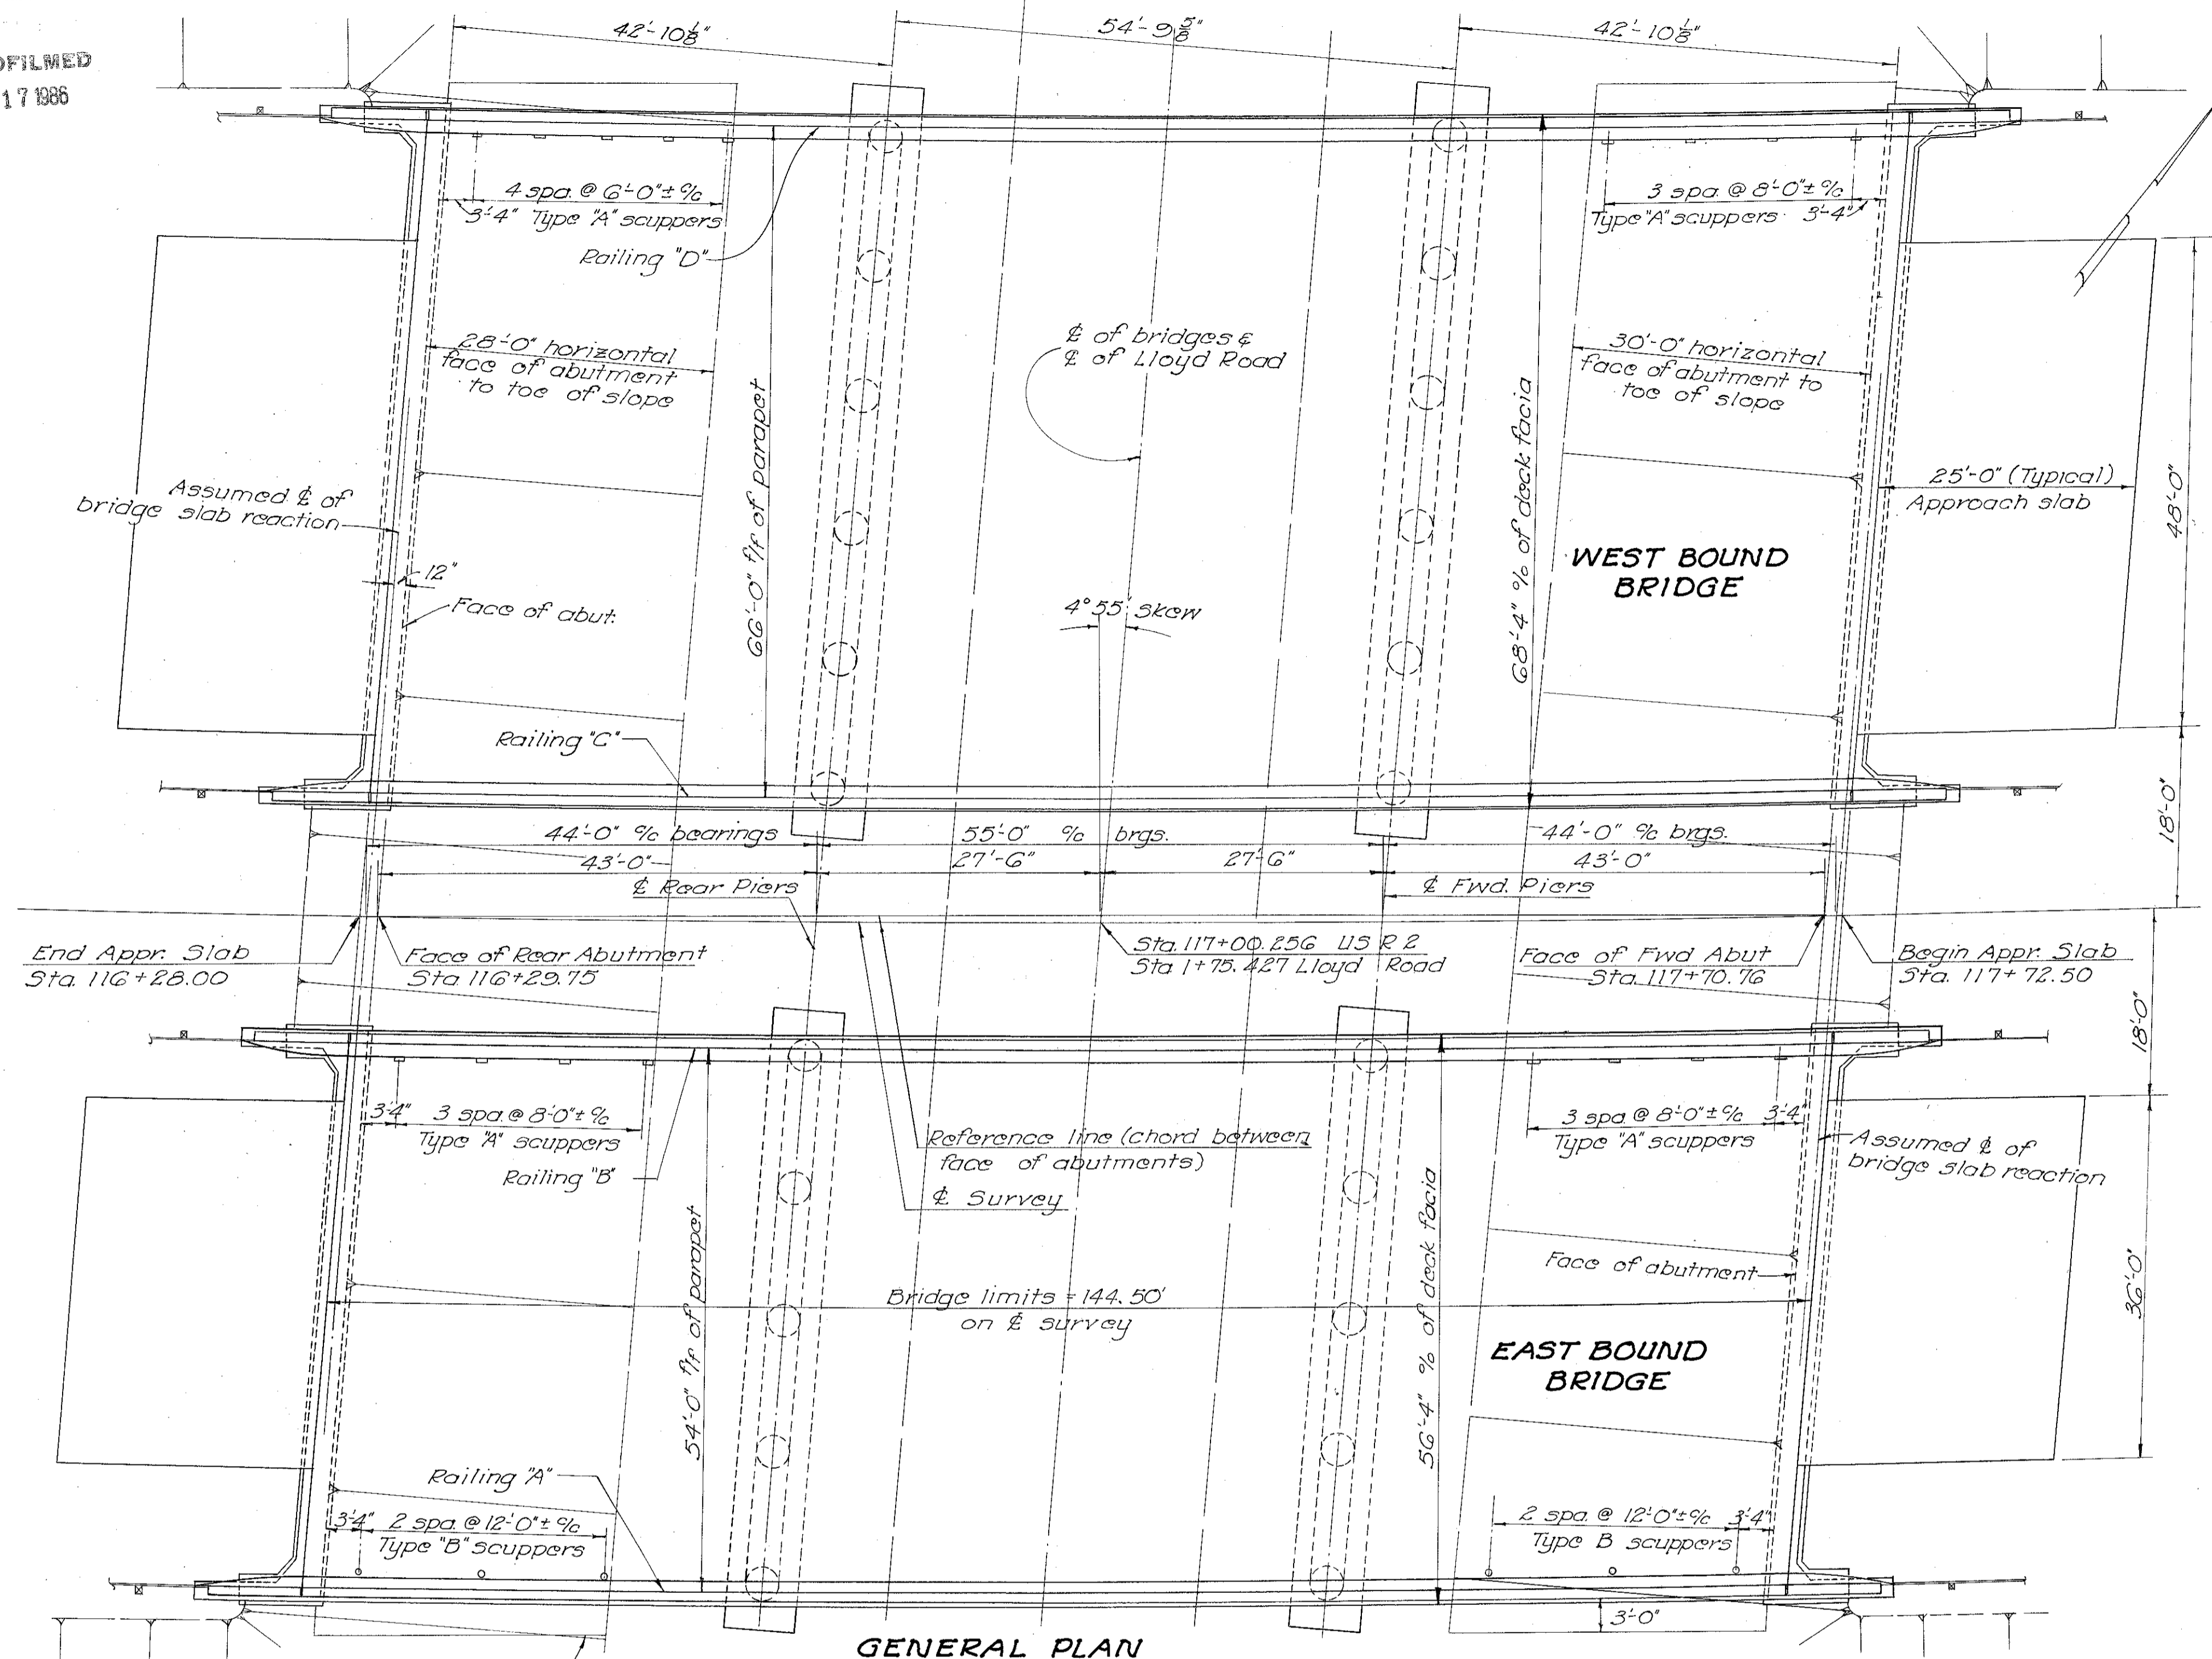 42'-10⅛"
54'-9⅝"
42'-10⅛"
OFILMED
17 1986
4 spa. @ 6'-0"± c/c
3'-4" Type "A" scuppers
Railing "D"
3 spa. @ 8'-0"± c/c
Type "A" scuppers 3'-4"
28'-0" horizontal
face of abutment
to toe of slope
66'-0" f/f of parapet
℄ of bridges &
℄ of Lloyd Road
68'-4" c/c of deck facia
30'-0" horizontal
face of abutment to
toe of slope
Assumed ℄ of
bridge slab reaction
25'-0" (Typical)
Approach slab
48'-0"
WEST BOUND
BRIDGE
12"
Face of abut.
4°55' skew
Railing "C"
18'-0"
44'-0" c/c bearings
55'-0" c/c brgs.
44'-0" c/c brgs.
43'-0"
27'-6"
27'-6"
43'-0"
℄ Rear Piers
℄ Fwd. Piers
End Appr. Slab
Sta. 116+28.00
Face of Rear Abutment
Sta. 116+29.75
Sta. 117+00.256 US R 2
Sta 1+75.427 Lloyd Road
Face of Fwd Abut
Sta. 117+70.76
Begin Appr. Slab
Sta. 117+72.50
18'-0"
3'-4" 3 spa. @ 8'-0"± c/c
Type "A" scuppers
Railing "B"
Reference line (chord between
face of abutments)
℄ Survey
3 spa. @ 8'-0"± c/c 3'-4"
Type "A" scuppers
Assumed ℄ of
bridge slab reaction
54'-0" f/f of parapet
56'-4" c/c of deck facia
Face of abutment
36'-0"
Bridge limits = 144.50'
on ℄ survey
EAST BOUND
BRIDGE
Railing "A"
3'-4" 2 spa. @ 12'-0"± c/c
Type "B" scuppers
2 spa. @ 12'-0"± c/c 3'-4"
Type B scuppers
3'-0"
GENERAL PLAN